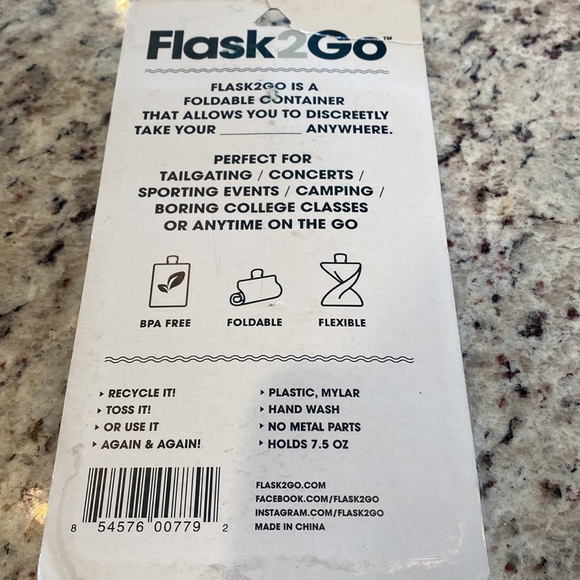 Flask2Go™
FLASK2GO IS A
FOLDABLE CONTAINER
THAT ALLOWS YOU TO DISCREETLY
TAKE YOUR __________ ANYWHERE.
PERFECT FOR
TAILGATING / CONCERTS /
SPORTING EVENTS / CAMPING /
BORING COLLEGE CLASSES
OR ANYTIME ON THE GO
BPA FREE
FOLDABLE
FLEXIBLE
▸ RECYCLE IT!
▸ TOSS IT!
▸ OR USE IT
▸ AGAIN & AGAIN!
▸ PLASTIC, MYLAR
▸ HAND WASH
▸ NO METAL PARTS
▸ HOLDS 7.5 OZ
8 54576 00779 2
FLASK2GO.COM
FACEBOOK.COM/FLASK2GO
INSTAGRAM.COM/FLASK2GO
MADE IN CHINA